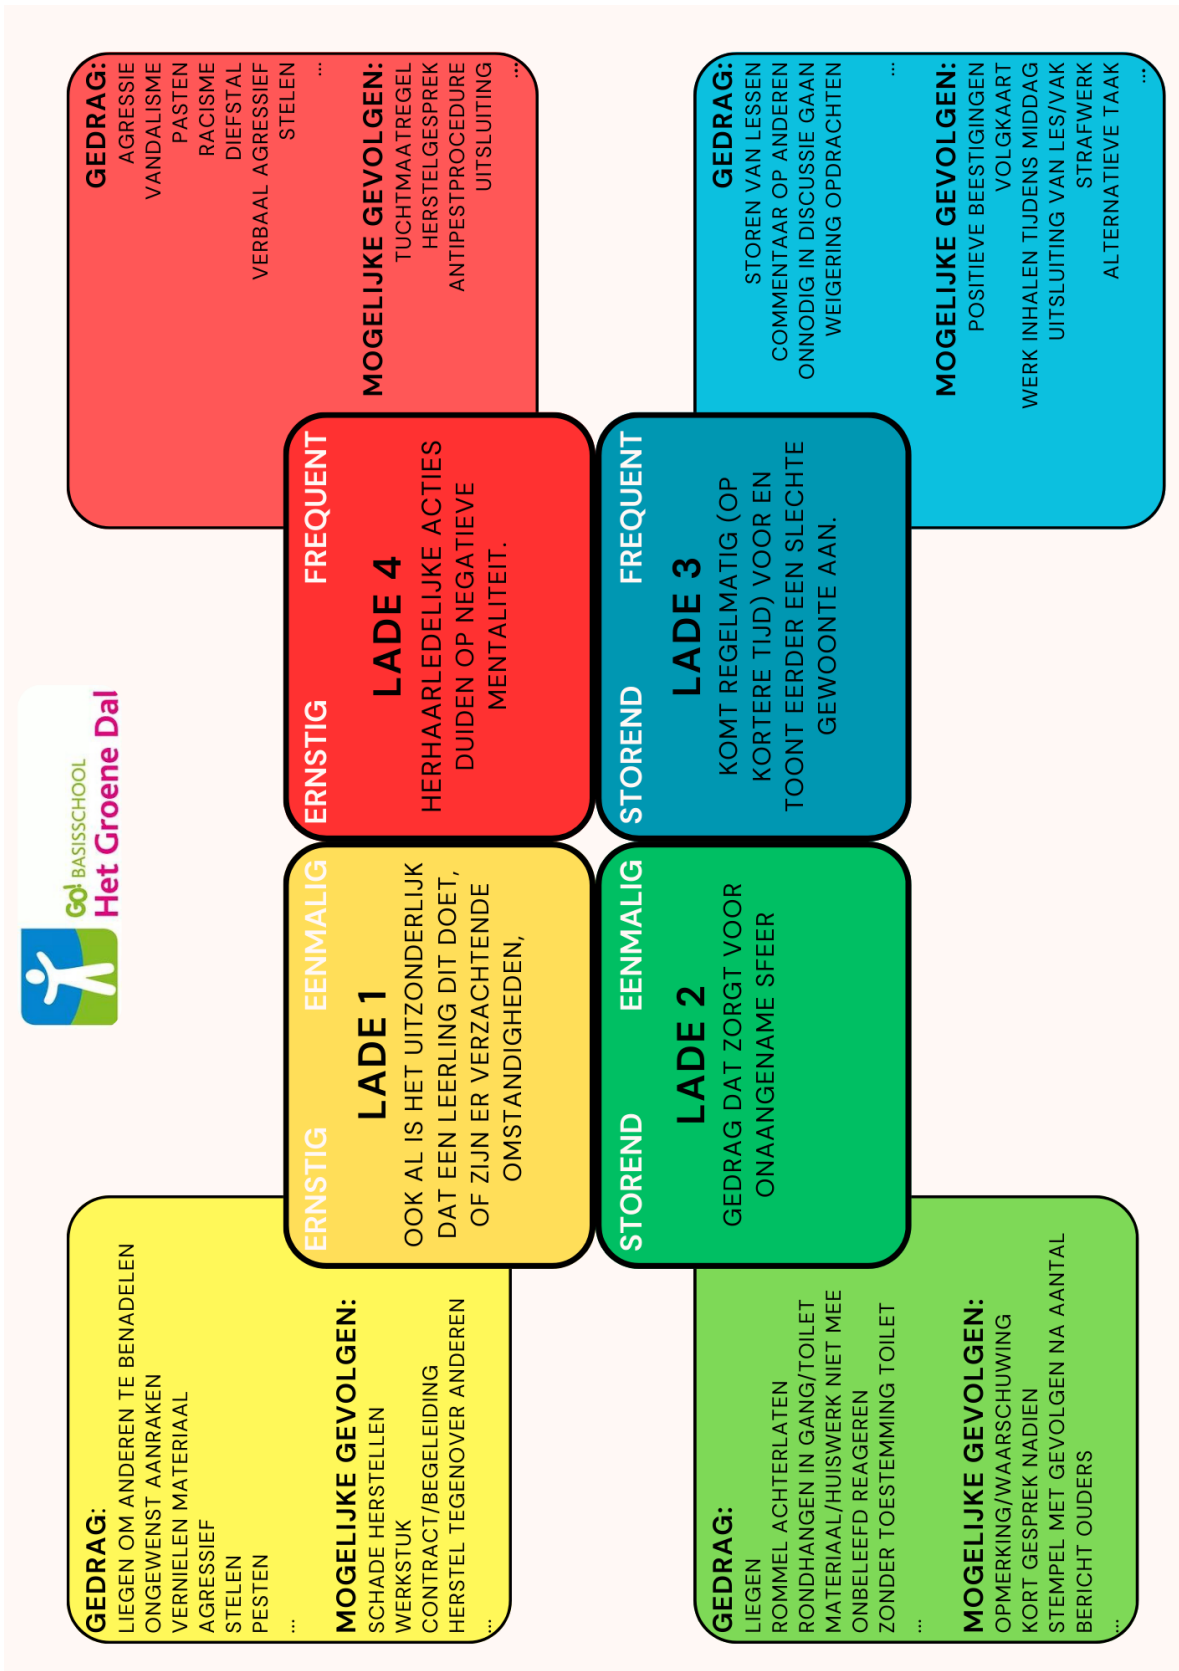 GO! BASISSCHOOL
Het Groene Dal
GEDRAG:
LIEGEN OM ANDEREN TE BENADELEN
ONGEWENST AANRAKEN
VERNIELEN MATERIAAL
AGRESSIEF
STELEN
PESTEN
...
MOGELIJKE GEVOLGEN:
SCHADE HERSTELLEN
WERKSTUK
CONTRACT/BEGELEIDING
HERSTEL TEGENOVER ANDEREN
...
ERNSTIG EENMALIG
LADE 1
OOK AL IS HET UITZONDERLIJK
DAT EEN LEERLING DIT DOET,
OF ZIJN ER VERZACHTENDE
OMSTANDIGHEDEN,
ERNSTIG FREQUENT
LADE 4
HERHAARLEDELIJKE ACTIES
DUIDEN OP NEGATIEVE
MENTALITEIT.
GEDRAG:
AGRESSIE
VANDALISME
PASTEN
RACISME
DIEFSTAL
VERBAAL AGRESSIEF
STELEN
...
MOGELIJKE GEVOLGEN:
TUCHTMAATREGEL
HERSTELGESPREK
ANTIPESTPROCEDURE
UITSLUITING
...
GEDRAG:
LIEGEN
ROMMEL ACHTERLATEN
RONDHANGEN IN GANG/TOILET
MATERIAAL/HUISWERK NIET MEE
ONBELEEFD REAGEREN
ZONDER TOESTEMMING TOILET
...
MOGELIJKE GEVOLGEN:
OPMERKING/WAARSCHUWING
KORT GESPREK NADIEN
STEMPEL MET GEVOLGEN NA AANTAL
BERICHT OUDERS
...
STOREND EENMALIG
LADE 2
GEDRAG DAT ZORGT VOOR
ONAANGENAME SFEER
STOREND FREQUENT
LADE 3
KOMT REGELMATIG (OP
KORTERE TIJD) VOOR EN
TOONT EERDER EEN SLECHTE
GEWOONTE AAN.
GEDRAG:
STOREN VAN LESSEN
COMMENTAAR OP ANDEREN
ONNODIG IN DISCUSSIE GAAN
WEIGERING OPDRACHTEN
...
MOGELIJKE GEVOLGEN:
POSITIEVE BEESTIGINGEN
VOLGKAART
WERK INHALEN TIJDENS MIDDAG
UITSLUITING VAN LES/VAK
STRAFWERK
ALTERNATIEVE TAAK
...